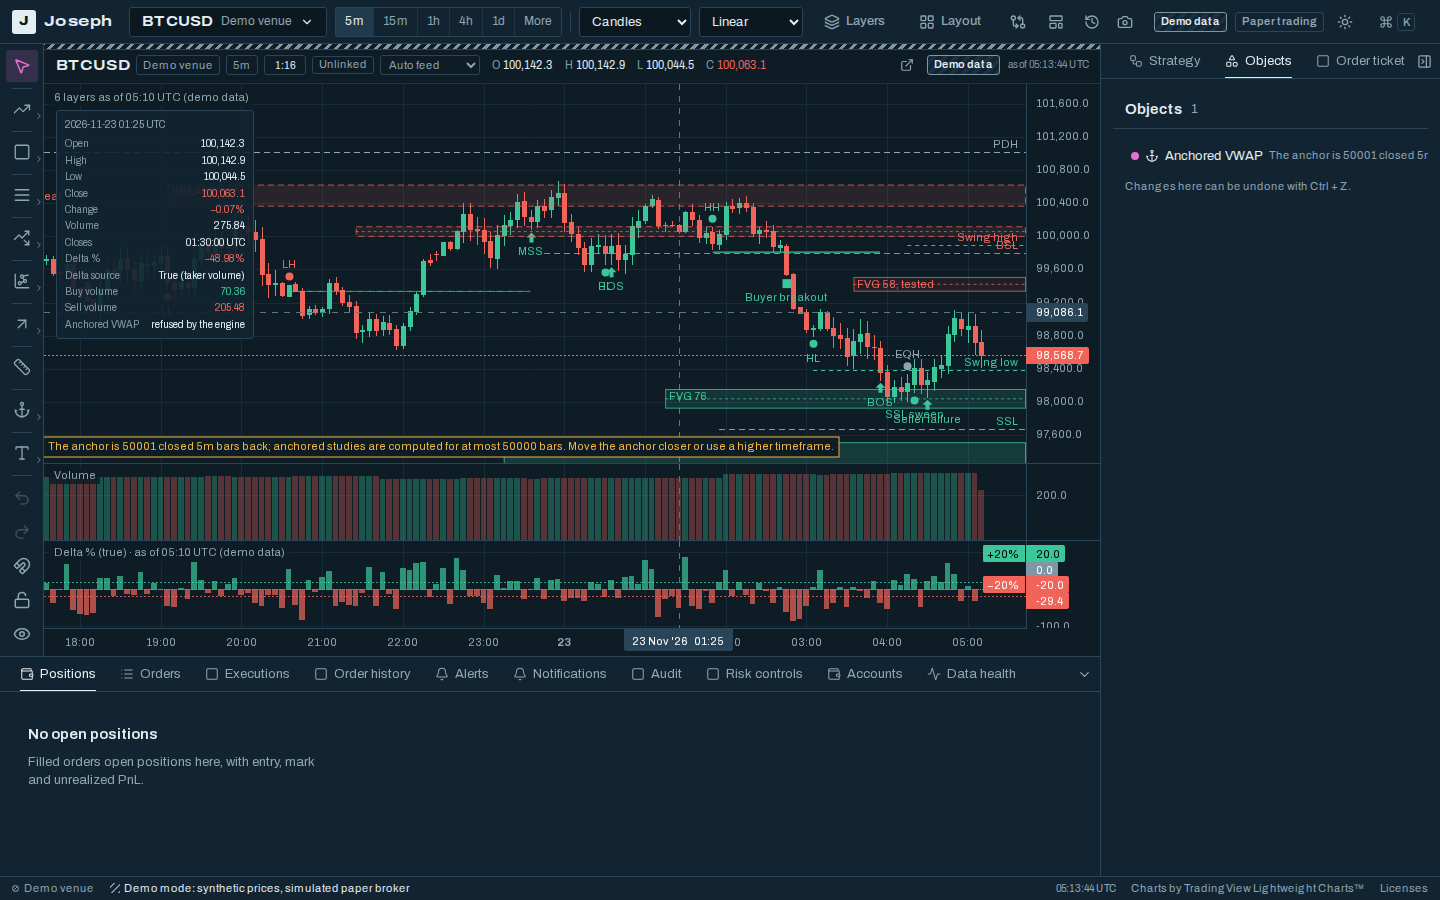 J Joseph BTCUSD Demo venue 5m 15m 1h 4h 1d More Candles Linear Layers Layout Demo data Paper trading ⌘ K
BTCUSD Demo venue 5m 1:16 Unlinked Auto feed O 100,142.3 H 100,142.9 L 100,044.5 C 100,063.1 Demo data as of 05:13:44 UTC
Strategy Objects Order ticket
6 layers as of 05:10 UTC (demo data)
Objects 1
Anchored VWAP The anchor is 50001 closed 5r
Changes here can be undone with Ctrl + Z.
2026-11-23 01:25 UTC
Open 100,142.3
High 100,142.9
Low 100,044.5
Close 100,063.1
Change −0.07%
Volume 275.84
Closes 01:30:00 UTC
Delta % −48.98%
Delta source True (taker volume)
Buy volume 70.36
Sell volume 205.48
Anchored VWAP refused by the engine
101,600.0
101,200.0
100,800.0
100,400.0
100,000.0
99,600.0
99,200.0
99,086.1
98,800.0
98,568.7
98,400.0
98,000.0
97,600.0
PDH
HH
MSS
LH
BOS
Swing high
BSL
FVG 58, tested
Buyer breakout
HL
EQH
Swing low
FVG 76
BOS
SSL sweep
Seller failure
SSL
The anchor is 50001 closed 5m bars back; anchored studies are computed for at most 50000 bars. Move the anchor closer or use a higher timeframe.
Volume
200.0
Delta % (true) · as of 05:10 UTC (demo data)
+20% 20.0
0.0
−20% -20.0
-29.4
-100.0
18:00 19:00 20:00 21:00 22:00 23:00 23 23 Nov '26 01:25 03:00 04:00 05:00
Positions Orders Executions Order history Alerts Notifications Audit Risk controls Accounts Data health
No open positions
Filled orders open positions here, with entry, mark
and unrealized PnL.
Demo venue Demo mode: synthetic prices, simulated paper broker 05:13:44 UTC Charts by TradingView Lightweight Charts™ Licenses